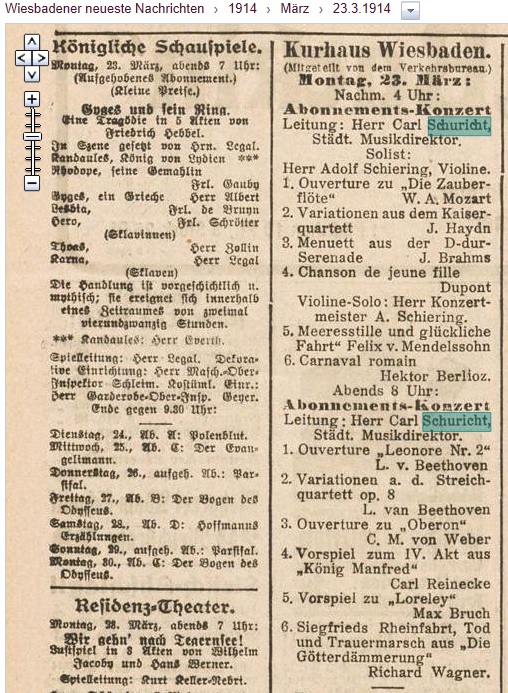 Wiesbadener neueste Nachrichten › 1914 › März › 23.3.1914
Königliche Schauspiele.
Montag, 23. März, abends 7 Uhr:
(Aufgehobenes Abonnement.)
(Kleine Preise.)
Gyges und sein Ring.
Eine Tragödie in 5 Akten von
Friedrich Hebbel.
In Szene gesetzt von Hrn. Legal.
Kandaules, König von Lydien ***
Rhodope, seine Gemahlin
Frl. Gauby
Gyges, ein Grieche Herr Albert
Lesbia, Frl. de Bruyn
Hero, Frl. Schrötter
(Sklavinnen)
Thoas, Herr Zollin
Karna, Herr Legal
(Sklaven)
Die Handlung ist vorgeschichtlich u.
mythisch; sie ereignet sich innerhalb
eines Zeitraumes von zweimal
vierundzwanzig Stunden.
*** Kandaules: Herr Everth.
Spielleitung: Herr Legal. Dekora-
tive Einrichtung: Herr Masch.-Ober-
Inspektor Schleim. Kostüml. Einr.:
Herr Garderobe-Ober-Insp. Geyer.
Ende gegen 9.30 Uhr:
Dienstag, 24., Ab. A: Polenblut.
Mittwoch, 25., Ab. C: Der Evan-
gelimann.
Donnerstag, 26., aufgeh. Ab.: Par-
sifal.
Freitag, 27., Ab. B: Der Bogen des
Odysseus.
Samstag, 28., Ab. D: Hoffmanns
Erzählungen.
Sonntag, 29., aufgeh. Ab.: Parsifal.
Montag, 30., Ab. C: Der Bogen des
Odysseus.
Residenz-Theater.
Montag, 23. März, abends 7 Uhr:
Wir gehn' nach Tegernsee!
Lustspiel in 3 Akten von Wilhelm
Jacoby und Hans Werner.
Spielleitung: Kurt Keller-Nebri.
Kurhaus Wiesbaden.
(Mitgeteilt von dem Verkehrsbureau.)
Montag, 23. März:
Nachm. 4 Uhr:
Abonnements-Konzert
Leitung: Herr Carl Schuricht,
Städt. Musikdirektor.
Solist:
Herr Adolf Schiering, Violine.
1. Ouverture zu „Die Zauber-
flöte" W. A. Mozart
2. Variationen aus dem Kaiser-
quartett J. Haydn
3. Menuett aus der D-dur-
Serenade J. Brahms
4. Chanson de jeune fille
Dupont
Violine-Solo: Herr Konzert-
meister A. Schiering.
5. Meeresstille und glückliche
Fahrt" Felix v. Mendelssohn
6. Carnaval romain
Hektor Berlioz.
Abends 8 Uhr:
Abonnements-Konzert
Leitung: Herr Carl Schuricht,
Städt. Musikdirektor.
1. Ouverture „Leonore Nr. 2"
L. v. Beethoven
2. Variationen a. d. Streich-
quartett op. 8
L. van Beethoven
3. Ouverture zu „Oberon"
C. M. von Weber
4. Vorspiel zum IV. Akt aus
„König Manfred"
Carl Reinecke
5. Vorspiel zu „Loreley"
Max Bruch
6. Siegfrieds Rheinfahrt, Tod
und Trauermarsch aus „Die
Götterdämmerung"
Richard Wagner.